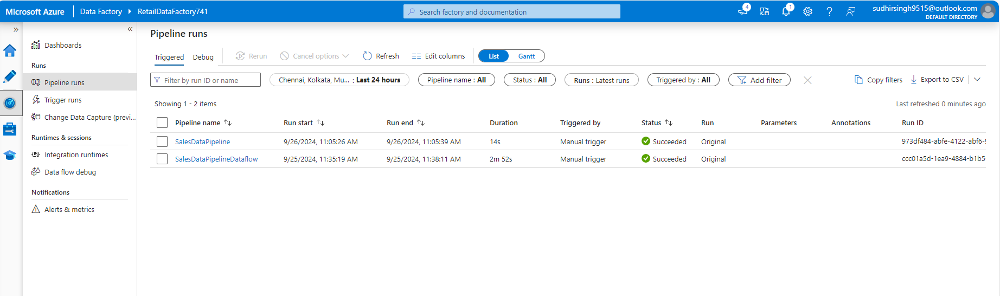 Microsoft Azure Data Factory RetailDataFactory741 Search factory and documentation 4 1 sudhirsingh9515@outlook.com
DEFAULT DIRECTORY
Pipeline runs
Dashboards
Triggered Debug Rerun Cancel options Refresh Edit columns List Gantt
Runs
Pipeline runs
Filter by run ID or name Chennai, Kolkata, Mu... : Last 24 hours Pipeline name : All Status : All Runs : Latest runs Triggered by : All Add filter Copy filters Export to CSV
Trigger runs
Showing 1 - 2 items Last refreshed 0 minutes ago
Change Data Capture (previ...
Pipeline name Run start Run end Duration Triggered by Status Run Parameters Annotations Run ID
Runtimes & sessions
SalesDataPipeline 9/26/2024, 11:05:26 AM 9/26/2024, 11:05:39 AM 14s Manual trigger Succeeded Original 973df484-abfe-4122-abf6-9
Integration runtimes
SalesDataPipelineDataflow 9/25/2024, 11:35:19 AM 9/25/2024, 11:38:11 AM 2m 52s Manual trigger Succeeded Original ccc01a5d-1ea9-4884-b1b5
Data flow debug
Notifications
Alerts & metrics